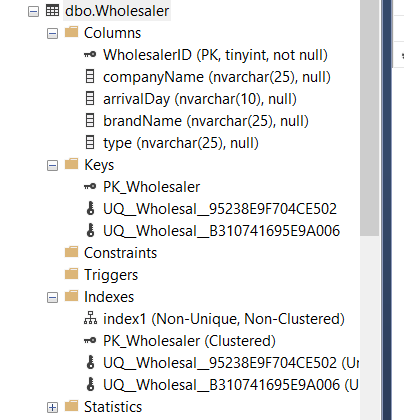 dbo.Wholesaler
Columns
WholesalerID (PK, tinyint, not null)
companyName (nvarchar(25), null)
arrivalDay (nvarchar(10), null)
brandName (nvarchar(25), null)
type (nvarchar(25), null)
Keys
PK_Wholesaler
UQ__Wholesal__95238E9F704CE502
UQ__Wholesal__B310741695E9A006
Constraints
Triggers
Indexes
index1 (Non-Unique, Non-Clustered)
PK_Wholesaler (Clustered)
UQ__Wholesal__95238E9F704CE502 (Un
UQ__Wholesal__B310741695E9A006 (U
Statistics